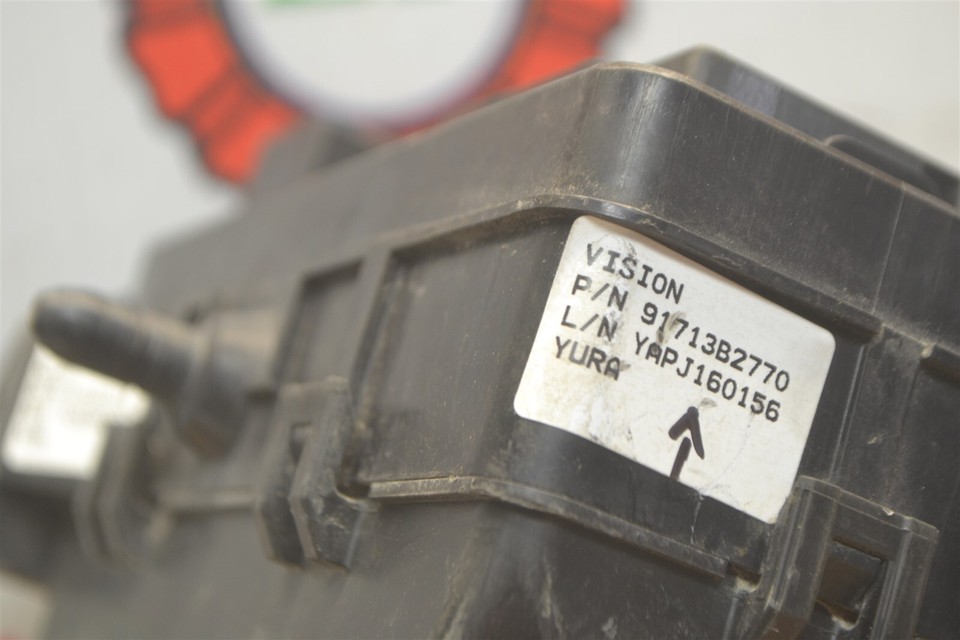 VISION
P/N 91713B2770
L/N YAPJ160156
YURA